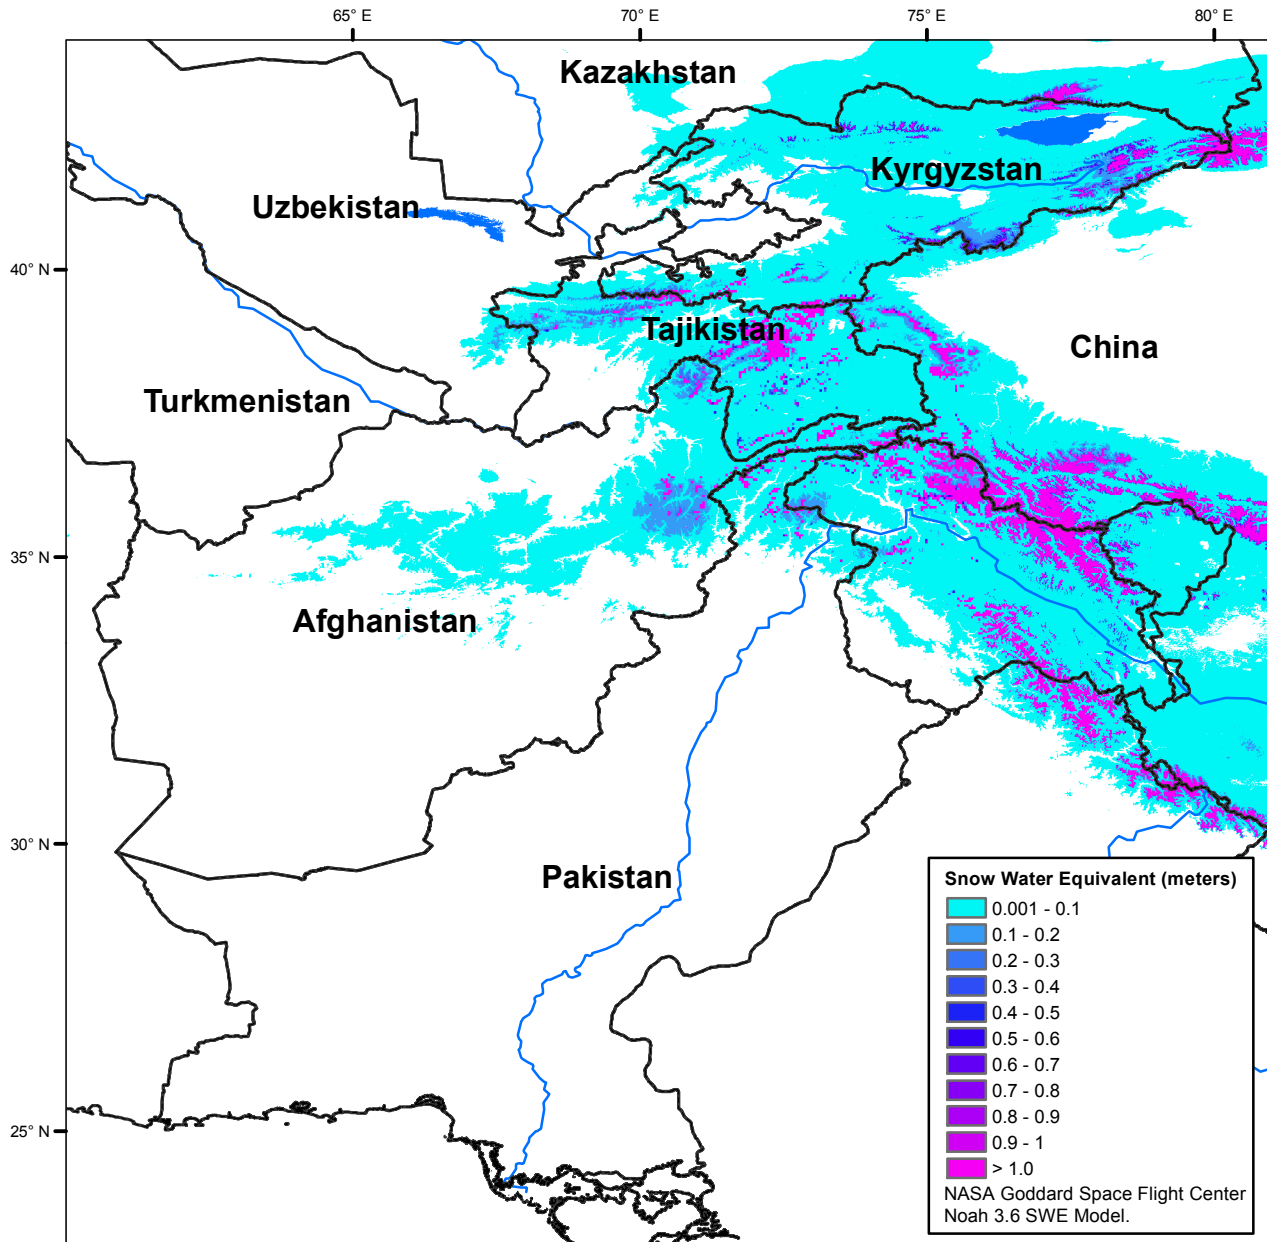 65° E
70° E
75° E
80° E
Kazakhstan
Kyrgyzstan
Uzbekistan
40° N
Tajikistan
China
Turkmenistan
35° N
Afghanistan
30° N
Pakistan
25° N
Snow Water Equivalent (meters)
0.001 - 0.1
0.1 - 0.2
0.2 - 0.3
0.3 - 0.4
0.4 - 0.5
0.5 - 0.6
0.6 - 0.7
0.7 - 0.8
0.8 - 0.9
0.9 - 1
> 1.0
NASA Goddard Space Flight Center
Noah 3.6 SWE Model.